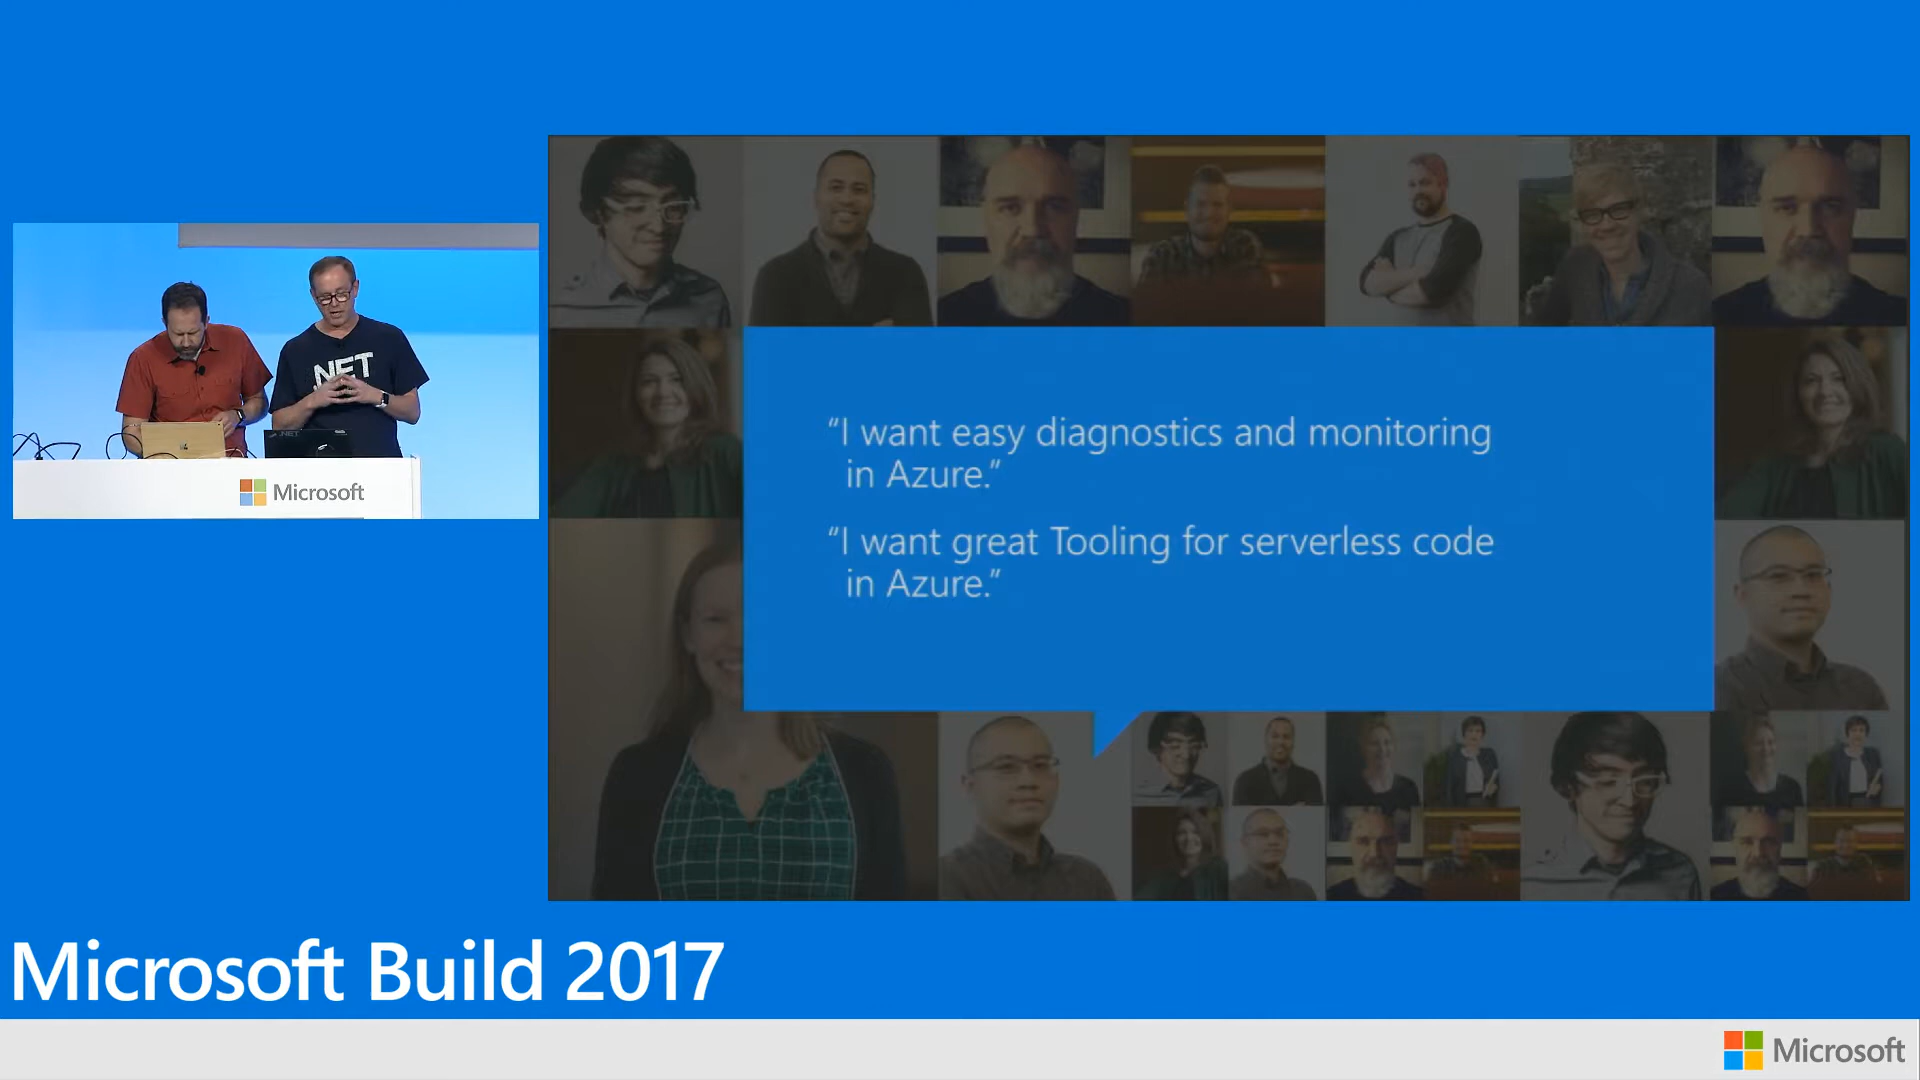 .NET
.NET
Microsoft
“I want easy diagnostics and monitoring
in Azure.”
“I want great Tooling for serverless code
in Azure.”
Microsoft Build 2017
Microsoft